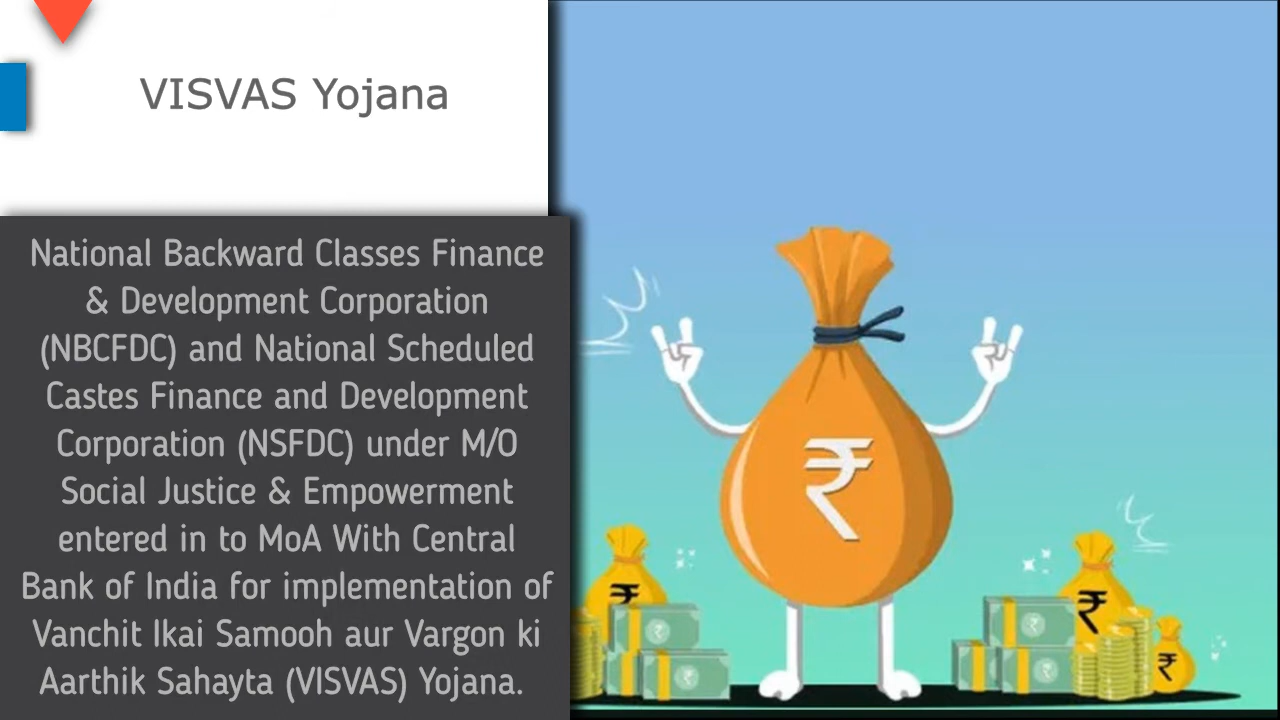 VISVAS Yojana
National Backward Classes Finance
& Development Corporation
(NBCFDC) and National Scheduled
Castes Finance and Development
Corporation (NSFDC) under M/O
Social Justice & Empowerment
entered in to MoA With Central
Bank of India for implementation of
Vanchit Ikai Samooh aur Vargon ki
Aarthik Sahayta (VISVAS) Yojana.
₹
₹
₹
₹
₹
₹
₹